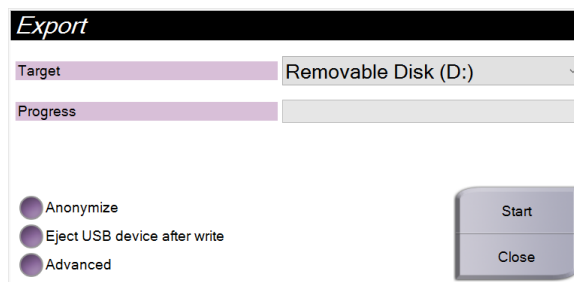 Export
Target
Removable Disk (D:)
Progress
Anonymize
Eject USB device after write
Advanced
Start
Close